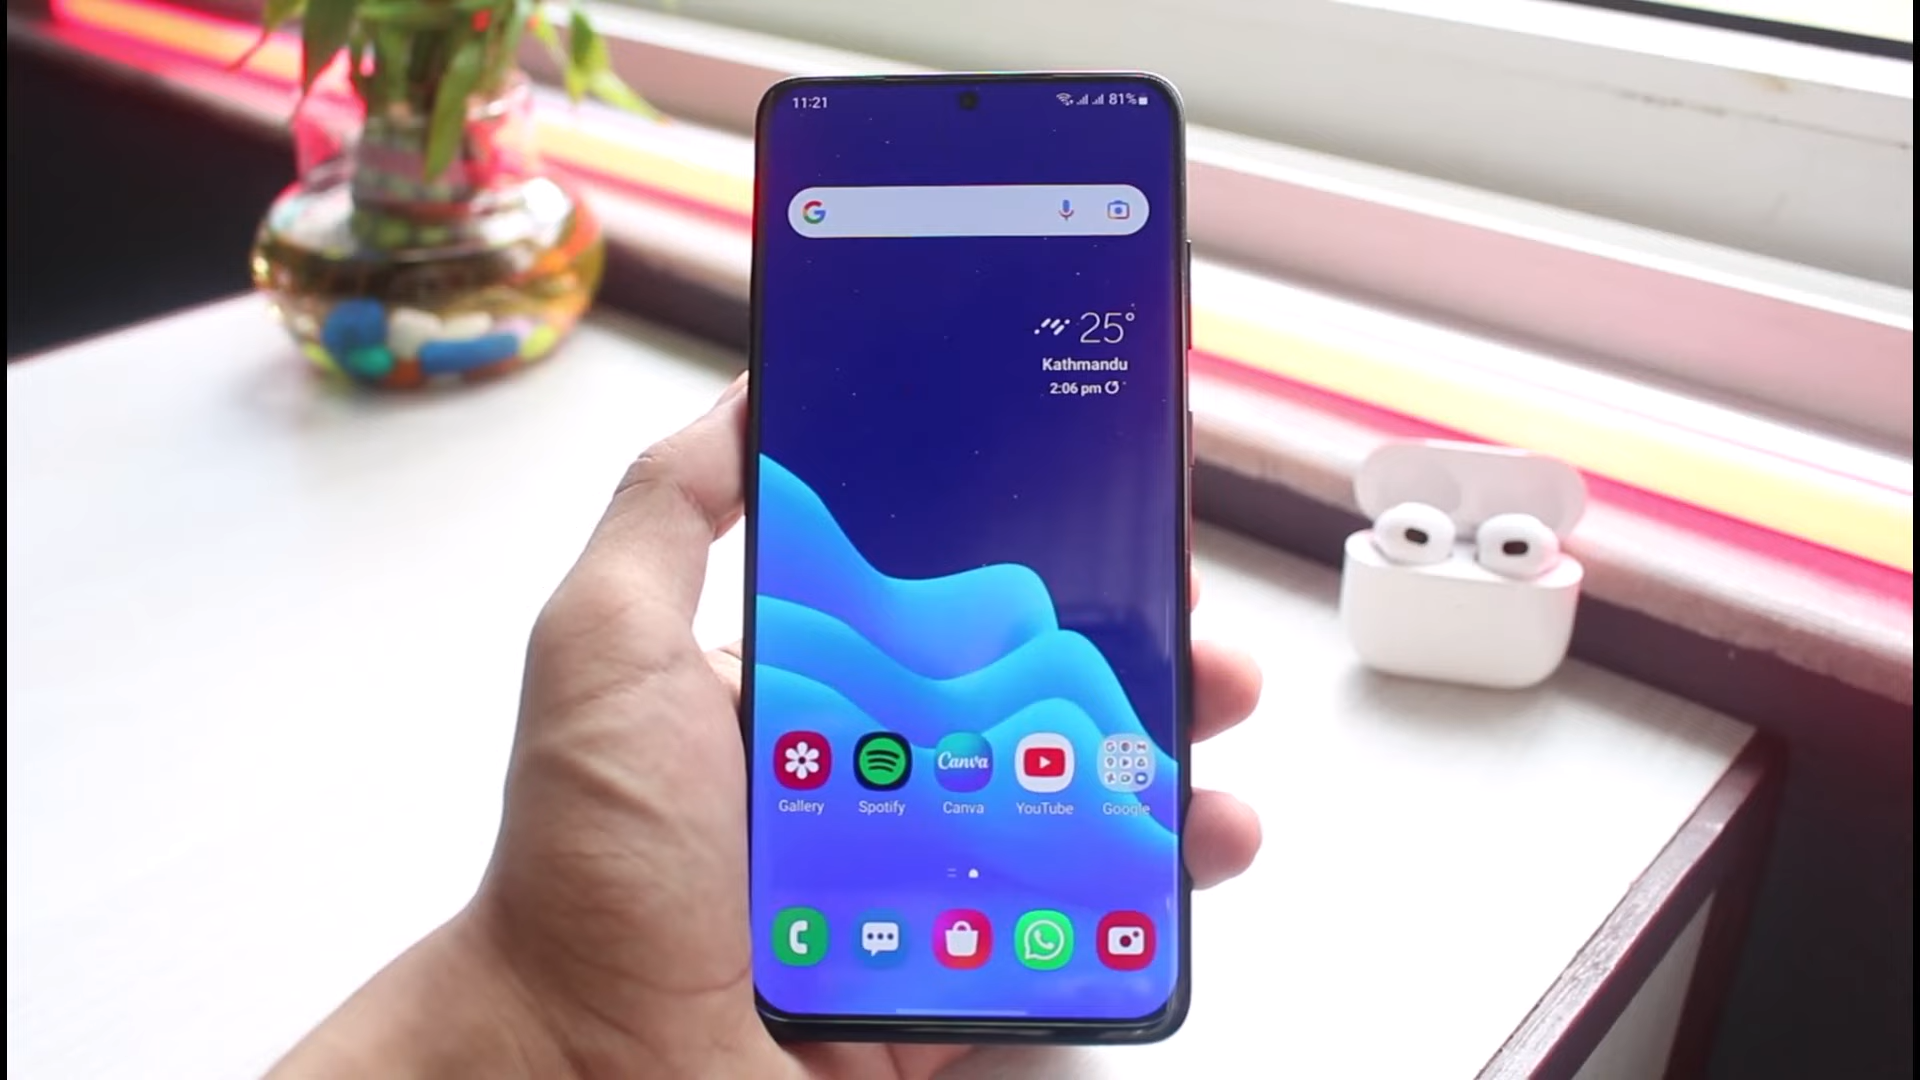 11:21
81%
G
25°
Kathmandu
2:06 pm
Canva
Gallery
Spotify
Canva
YouTube
Google